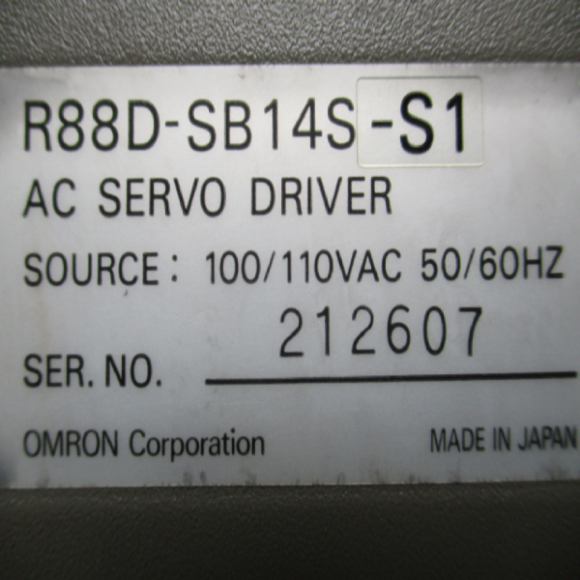 R88D-SB14S-S1
AC SERVO DRIVER
SOURCE: 100/110VAC 50/60HZ
SER. NO. 212607
OMRON Corporation MADE IN JAPAN